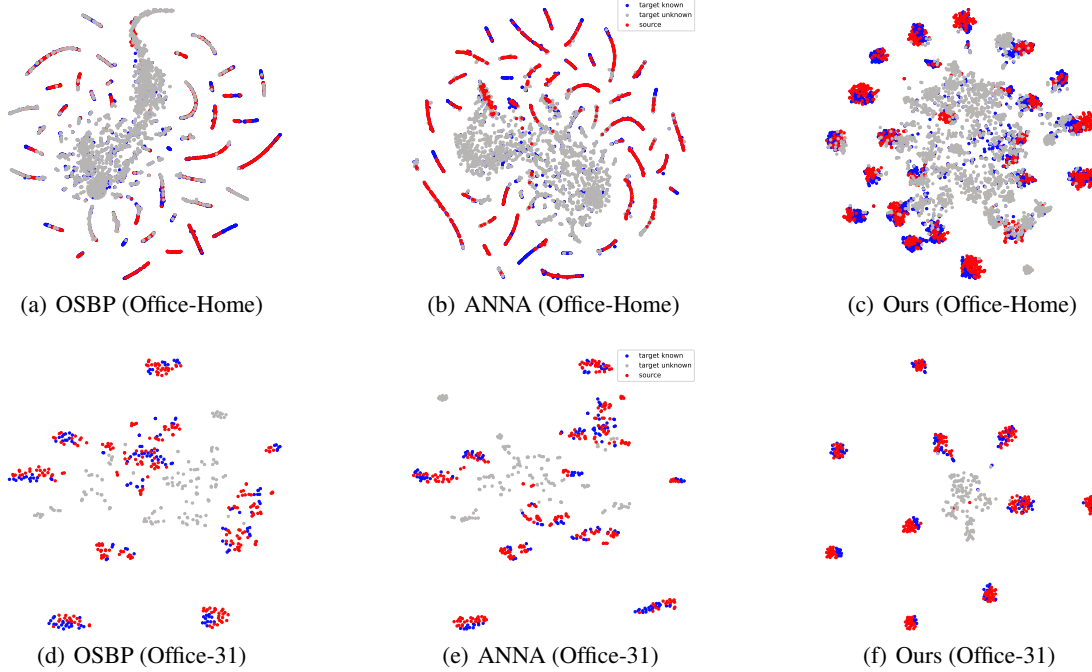 target known
target unknown
source
(a) OSBP (Office-Home)
(b) ANNA (Office-Home)
(c) Ours (Office-Home)
target known
target unknown
source
(d) OSBP (Office-31)
(e) ANNA (Office-31)
(f) Ours (Office-31)